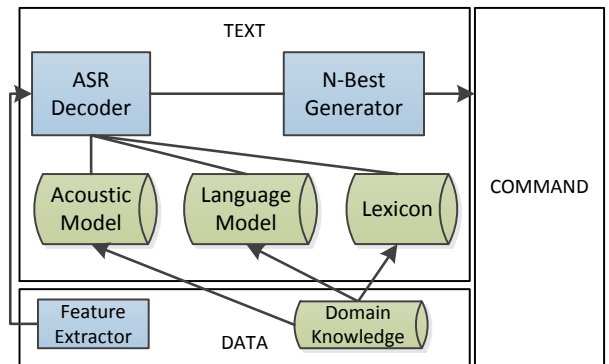 TEXT
ASR
Decoder
N-Best
Generator
Acoustic
Model
Language
Model
Lexicon
COMMAND
Feature
Extractor
DATA
Domain
Knowledge